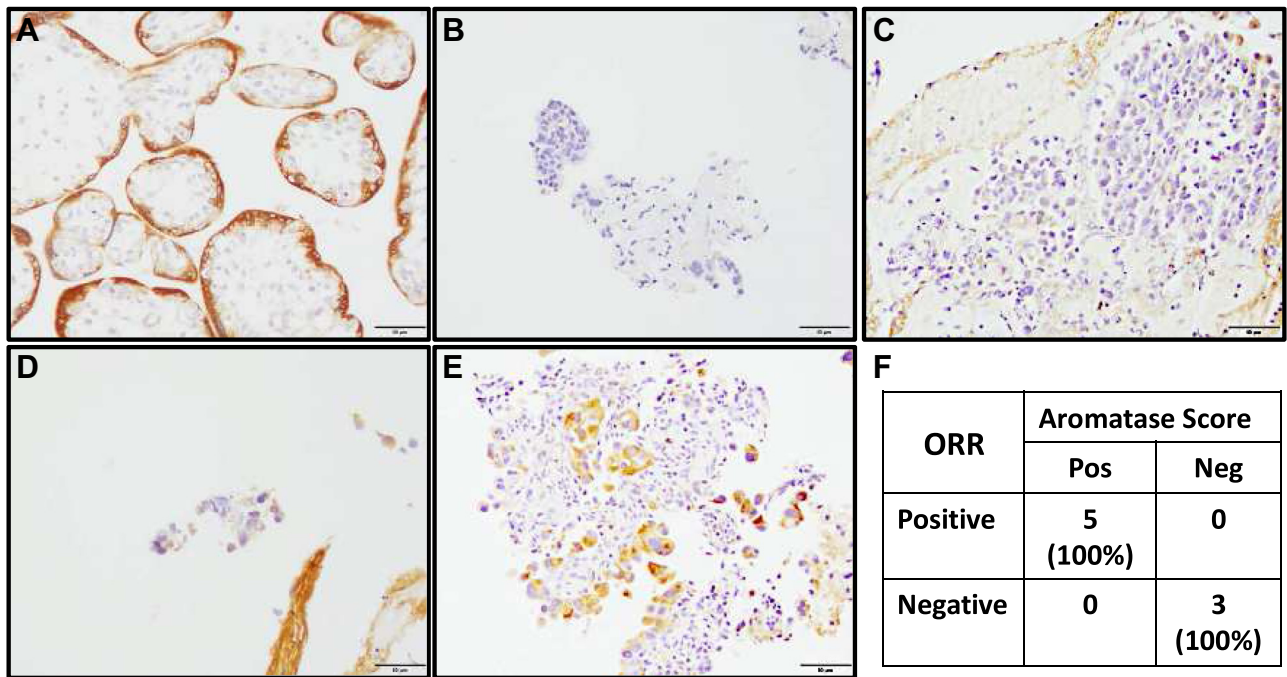 A
B
C
D
E
F
ORR
Aromatase Score
Pos
Neg
Positive
5
(100%)
0
Negative
0
3
(100%)